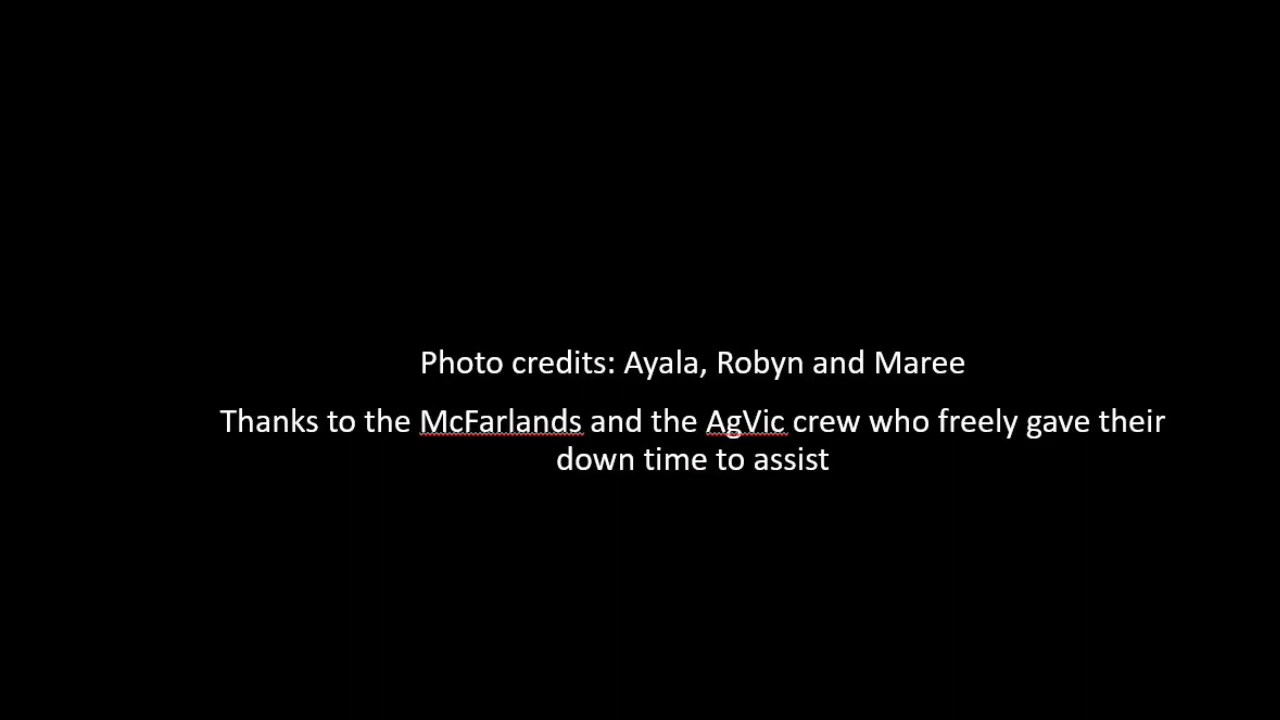 Photo credits: Ayala, Robyn and Maree
Thanks to the McFarlands and the AgVic crew who freely gave their
down time to assist